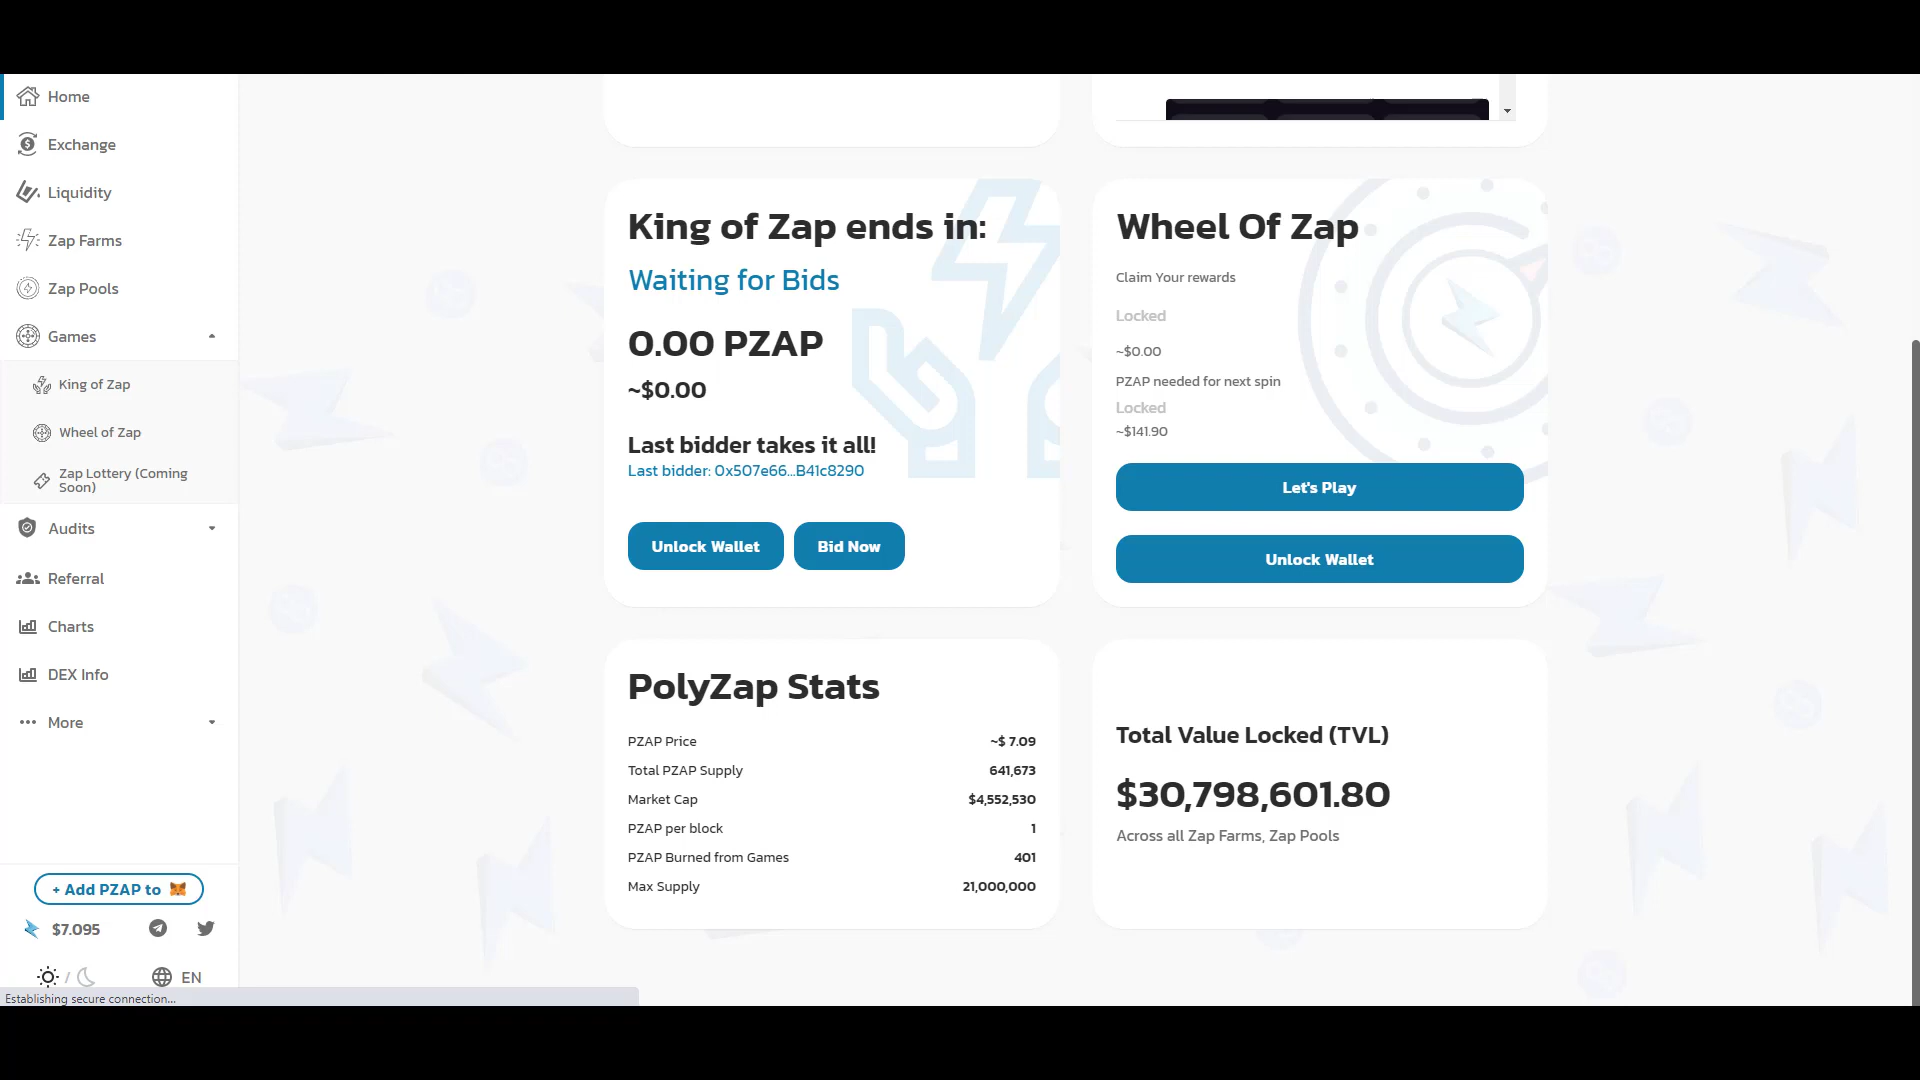 Home
Exchange
Liquidity
Zap Farms
Zap Pools
Games
King of Zap
Wheel of Zap
Zap Lottery (Coming
Soon)
Audits
Referral
Charts
DEX Info
More
+ Add PZAP to
$7.095
/
EN
Establishing secure connection...
King of Zap ends in:
Waiting for Bids
0.00 PZAP
~$0.00
Last bidder takes it all!
Last bidder: 0x507e66...B41c8290
Unlock Wallet
Bid Now
Wheel Of Zap
Claim Your rewards
Locked
~$0.00
PZAP needed for next spin
Locked
~$141.90
Let's Play
Unlock Wallet
PolyZap Stats
PZAP Price ~$ 7.09
Total PZAP Supply 641,673
Market Cap $4,552,530
PZAP per block 1
PZAP Burned from Games 401
Max Supply 21,000,000
Total Value Locked (TVL)
$30,798,601.80
Across all Zap Farms, Zap Pools